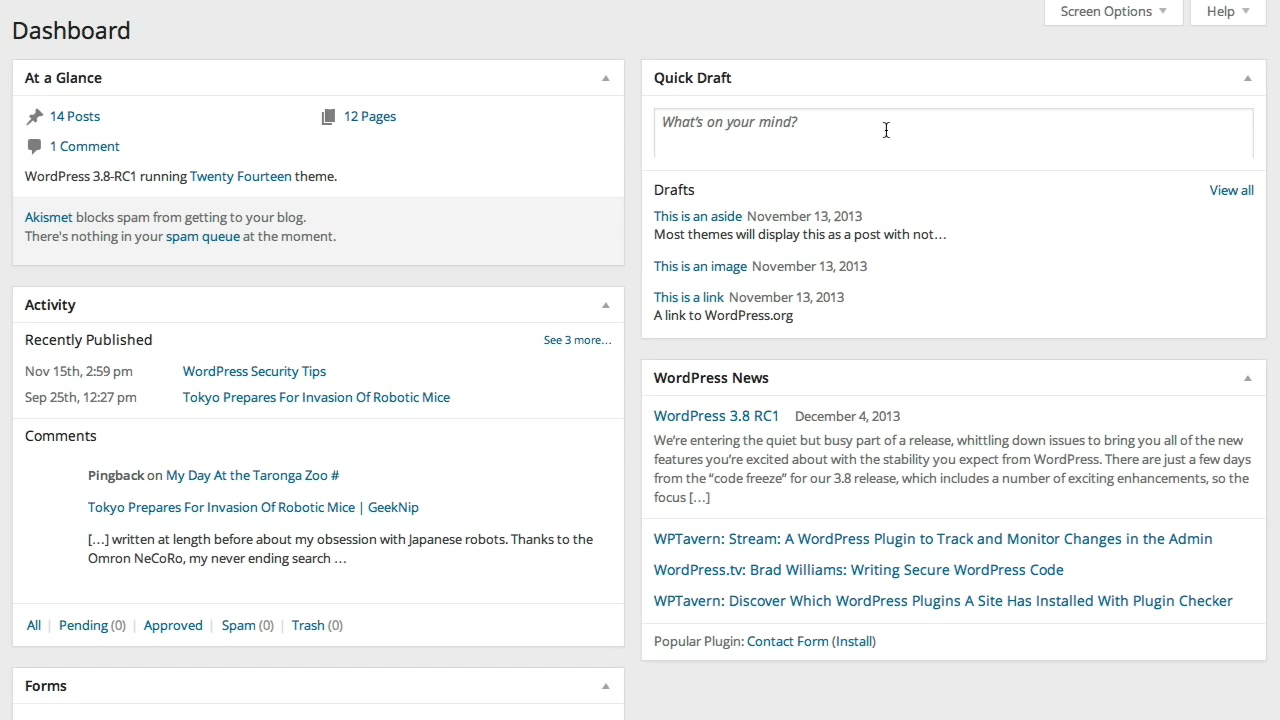 Screen Options
Help
Dashboard
At a Glance
14 Posts
12 Pages
1 Comment
WordPress 3.8-RC1 running Twenty Fourteen theme.
Akismet blocks spam from getting to your blog.
There's nothing in your spam queue at the moment.
Activity
Recently Published
See 3 more…
Nov 15th, 2:59 pm WordPress Security Tips
Sep 25th, 12:27 pm Tokyo Prepares For Invasion Of Robotic Mice
Comments
Pingback on My Day At the Taronga Zoo #
Tokyo Prepares For Invasion Of Robotic Mice | GeekNip
[…] written at length before about my obsession with Japanese robots. Thanks to the
Omron NeCoRo, my never ending search …
All | Pending (0) | Approved | Spam (0) | Trash (0)
Forms
Quick Draft
What's on your mind?
Drafts
View all
This is an aside November 13, 2013
Most themes will display this as a post with not…
This is an image November 13, 2013
This is a link November 13, 2013
A link to WordPress.org
WordPress News
WordPress 3.8 RC1 December 4, 2013
We're entering the quiet but busy part of a release, whittling down issues to bring you all of the new
features you're excited about with the stability you expect from WordPress. There are just a few days
from the “code freeze” for our 3.8 release, which includes a number of exciting enhancements, so the
focus […]
WPTavern: Stream: A WordPress Plugin to Track and Monitor Changes in the Admin
WordPress.tv: Brad Williams: Writing Secure WordPress Code
WPTavern: Discover Which WordPress Plugins A Site Has Installed With Plugin Checker
Popular Plugin: Contact Form (Install)